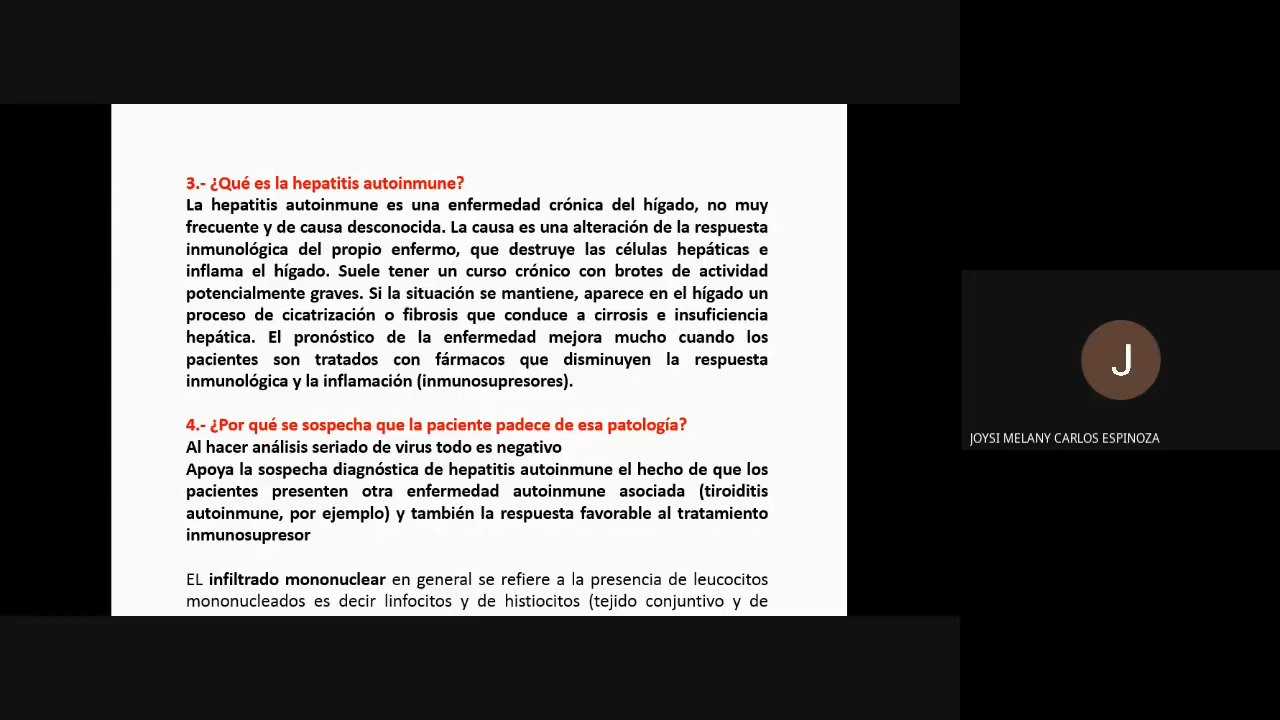 3.- ¿Qué es la hepatitis autoinmune?
La hepatitis autoinmune es una enfermedad crónica del hígado, no muy
frecuente y de causa desconocida. La causa es una alteración de la respuesta
inmunológica del propio enfermo, que destruye las células hepáticas e
inflama el hígado. Suele tener un curso crónico con brotes de actividad
potencialmente graves. Si la situación se mantiene, aparece en el hígado un
proceso de cicatrización o fibrosis que conduce a cirrosis e insuficiencia
hepática. El pronóstico de la enfermedad mejora mucho cuando los
pacientes son tratados con fármacos que disminuyen la respuesta
inmunológica y la inflamación (inmunosupresores).
4.- ¿Por qué se sospecha que la paciente padece de esa patología?
Al hacer análisis seriado de virus todo es negativo
Apoya la sospecha diagnóstica de hepatitis autoinmune el hecho de que los
pacientes presenten otra enfermedad autoinmune asociada (tiroiditis
autoinmune, por ejemplo) y también la respuesta favorable al tratamiento
inmunosupresor
EL infiltrado mononuclear en general se refiere a la presencia de leucocitos
mononucleados es decir linfocitos y de histiocitos (tejido conjuntivo y de
J
JOYSI MELANY CARLOS ESPINOZA